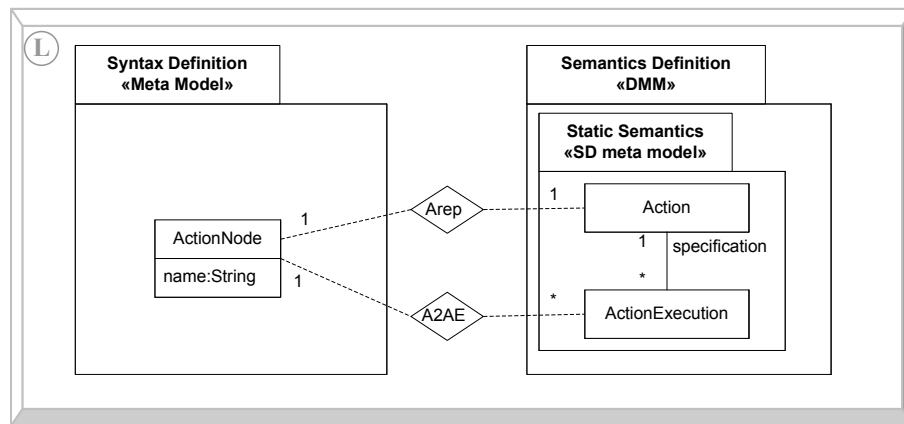 L
Syntax Definition
«Meta Model»
Semantics Definition
«DMM»
Static Semantics
«SD meta model»
1
Arep
1
Action
ActionNode
1
specification
name:String
1
*
A2AE
*
ActionExecution